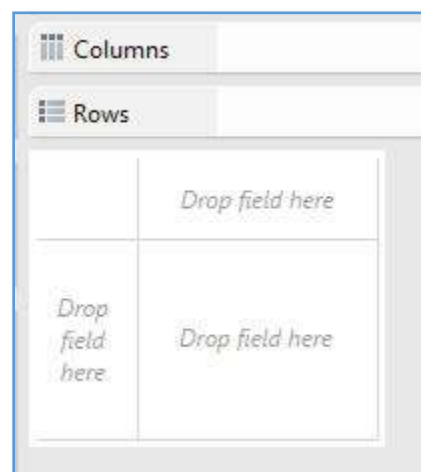 Columns
Rows
Drop field here
Drop
field
here
Drop field here